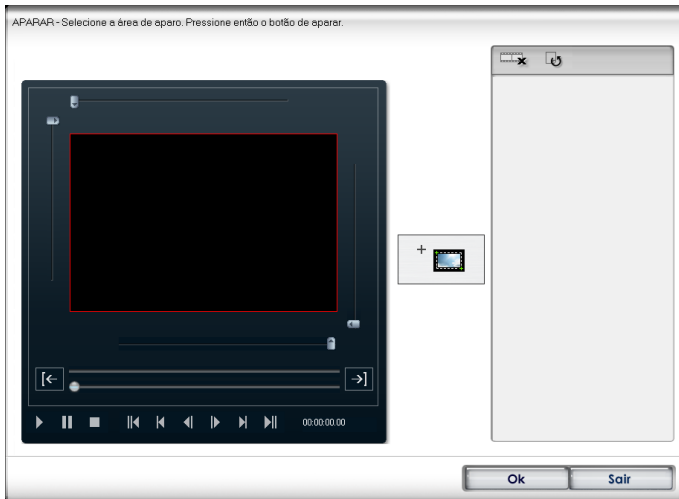 APARAR - Selecione a área de aparo. Pressione então o botão de aparar.
00:00:00.00
Ok Sair